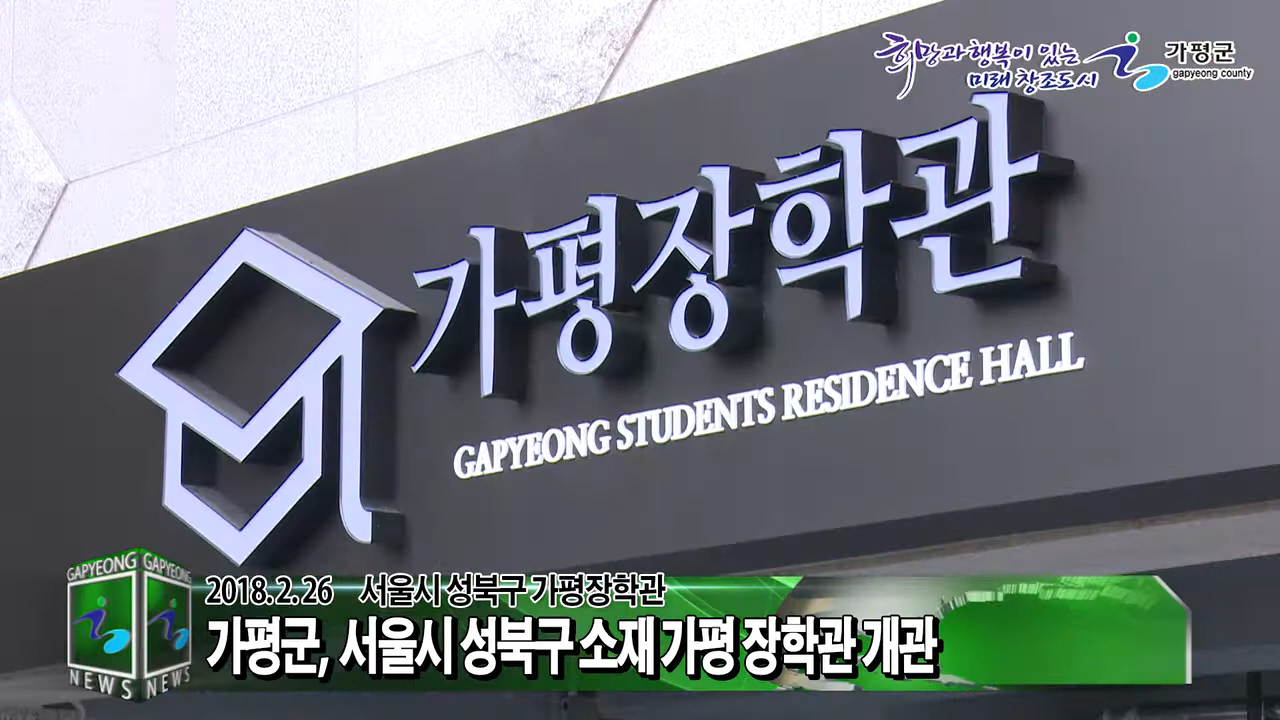 희망과 행복이 있는
미래 창조도시
가평군
gapyeong county
가평장학관
GAPYEONG STUDENTS RESIDENCE HALL
GAPYEONG GAPYEONG
NEWS NEWS
2018. 2. 26 서울시 성북구 가평장학관
가평군, 서울시 성북구 소재 가평 장학관 개관